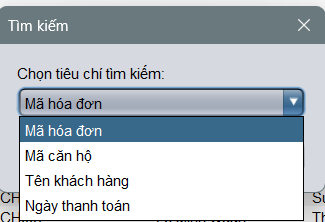 Tìm kiếm
Chọn tiêu chí tìm kiếm:
Mã hóa đơn
Mã hóa đơn
Mã căn hộ
Tên khách hàng
Ngày thanh toán